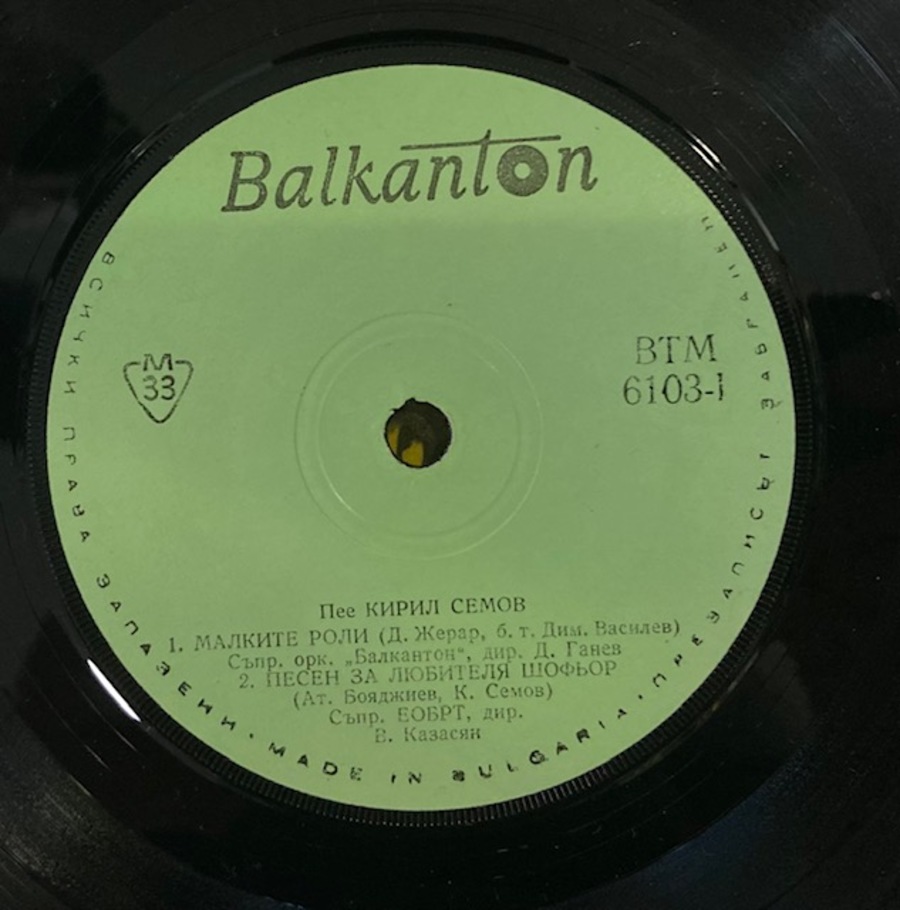 Balkanton
М
33
ВТМ
6103-I
Пее КИРИЛ СЕМОВ
1. МАЛКИТЕ РОЛИ (Д. Жерар, б. т. Дим. Василев)
Съпр. орк. „Балкантон“, дир. Д. Ганев
2. ПЕСЕН ЗА ЛЮБИТЕЛЯ ШОФЬОР
(Ат. Бояджиев, К. Семов)
Съпр. ЕОБРТ, дир.
В. Казасян
ВСИЧКИ ПРАВА ЗАПАЗЕНИ · MADE IN BULGARIA · ПРЕЗАПИСЪТ ЗАБРАНЕН